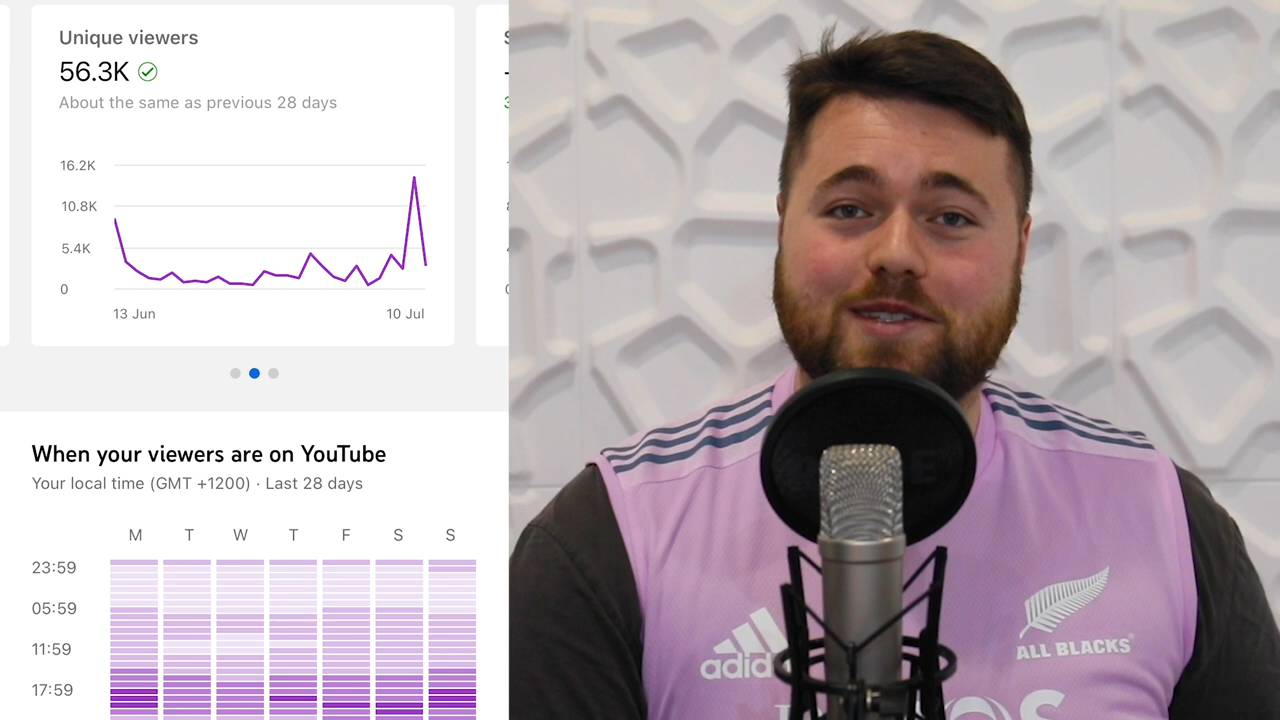 Unique viewers
56.3K
About the same as previous 28 days
16.2K
10.8K
5.4K
0
13 Jun
10 Jul
When your viewers are on YouTube
Your local time (GMT +1200) · Last 28 days
M T W T F S S
23:59
05:59
11:59
17:59
adid
ALL BLACKS